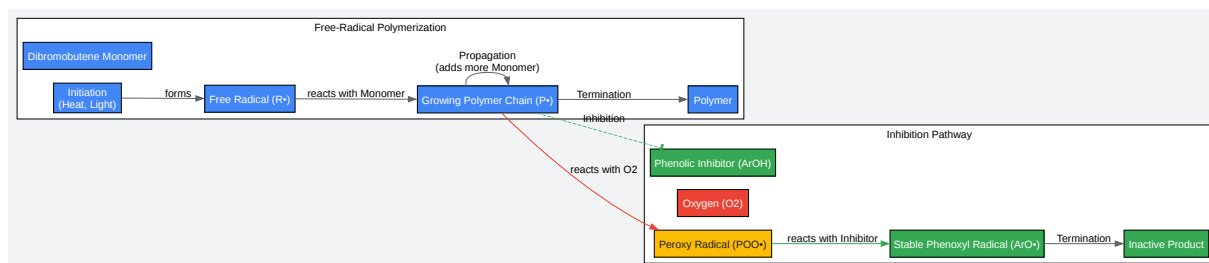 Free-Radical Polymerization
Dibromobutene Monomer
Propagation
(adds more Monomer)
Initiation
(Heat, Light)
forms
Free Radical (R•)
reacts with Monomer
Growing Polymer Chain (P•)
Termination
Polymer
Inhibition
Inhibition Pathway
Phenolic Inhibitor (ArOH)
reacts with O2
Oxygen (O2)
Peroxy Radical (POO•)
reacts with Inhibitor
Stable Phenoxyl Radical (ArO•)
Termination
Inactive Product